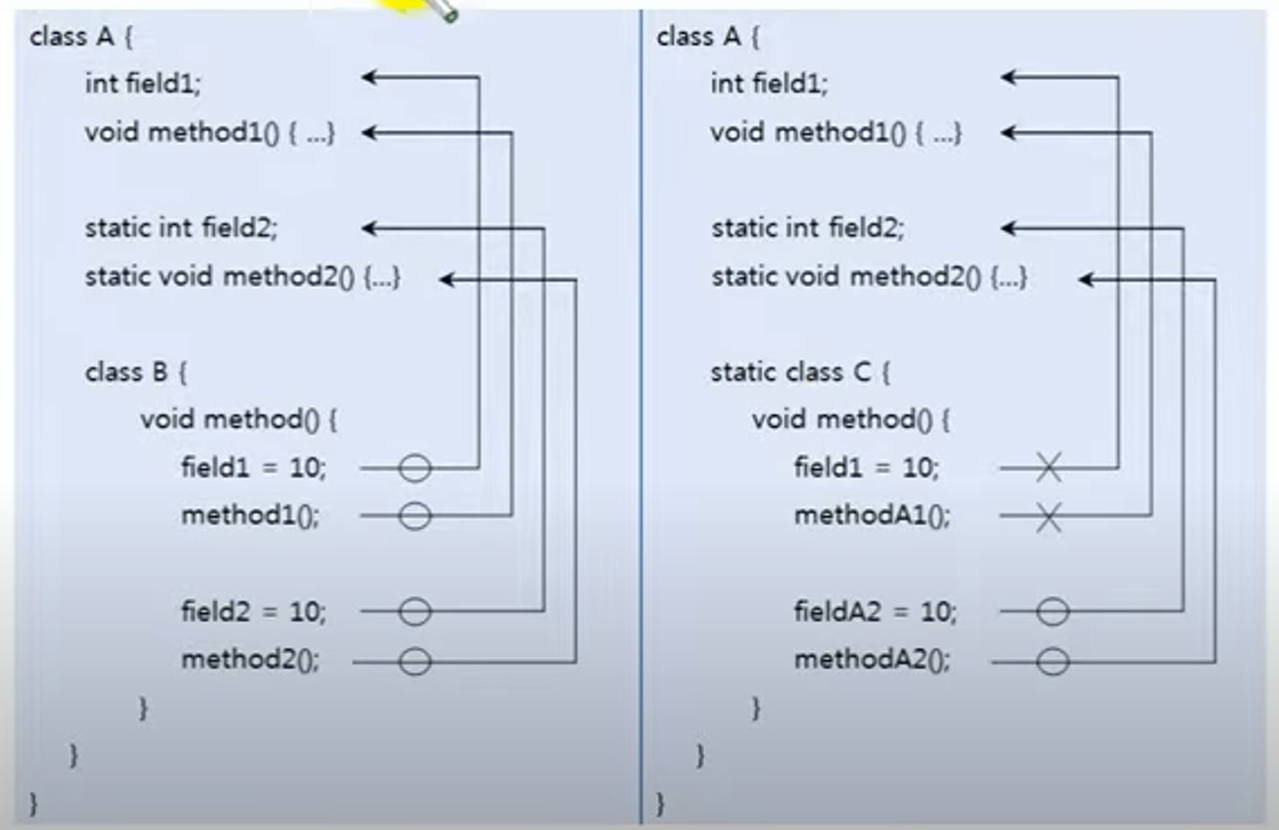 class A {
int field1;
void method1() { ...}
static int field2;
static void method2() {...}
class B {
void method() {
field1 = 10;
method1();
field2 = 10;
method2();
}
}
}
class A {
int field1;
void method1() { ...}
static int field2;
static void method2() {...}
static class C {
void method() {
field1 = 10;
methodA1();
fieldA2 = 10;
methodA2();
}
}
}